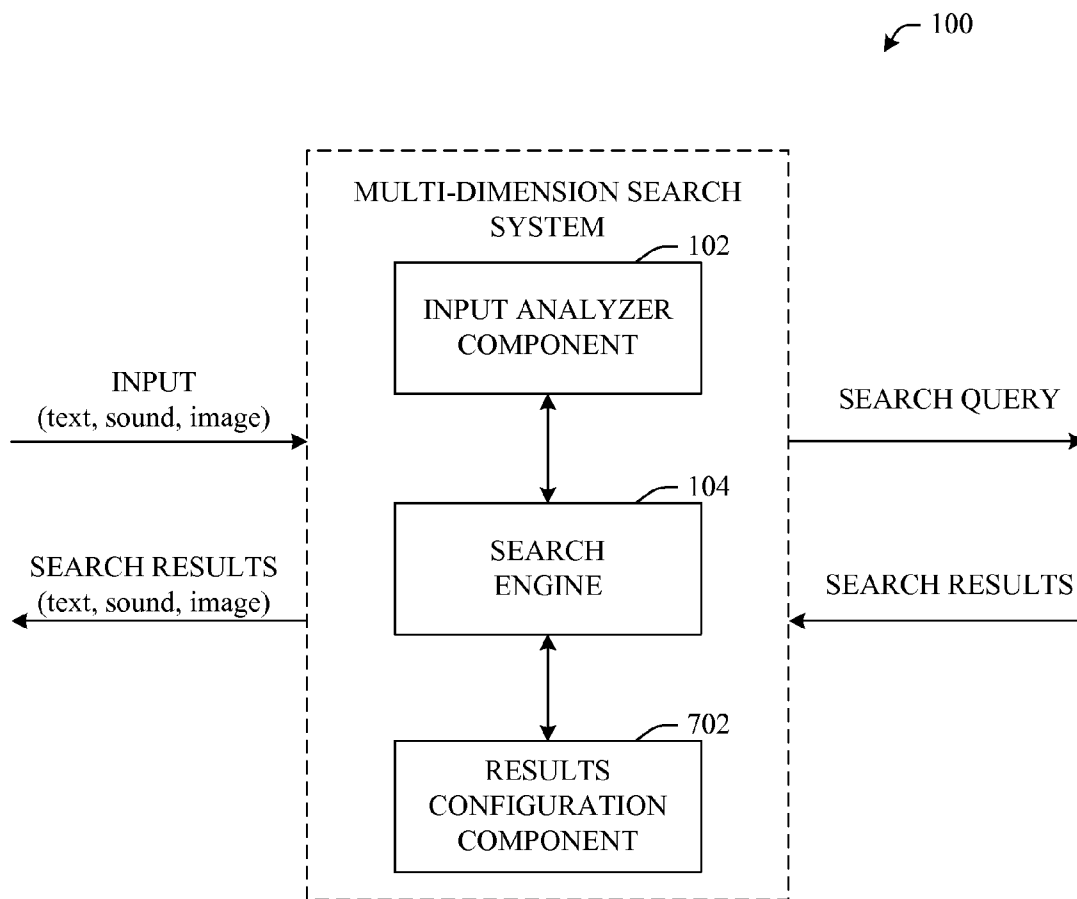 100
MULTI-DIMENSION SEARCH
SYSTEM
102
INPUT ANALYZER
COMPONENT
INPUT
(text, sound, image)
SEARCH QUERY
104
SEARCH
ENGINE
SEARCH RESULTS
(text, sound, image)
SEARCH RESULTS
702
RESULTS
CONFIGURATION
COMPONENT